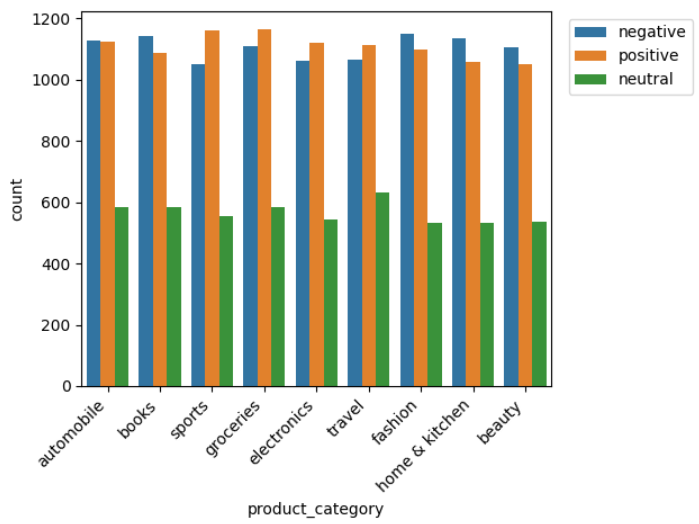 1200
1000
800
600
400
200
0
count
automobile
books
sports
groceries
electronics
travel
fashion
home & kitchen
beauty
product_category
negative
positive
neutral